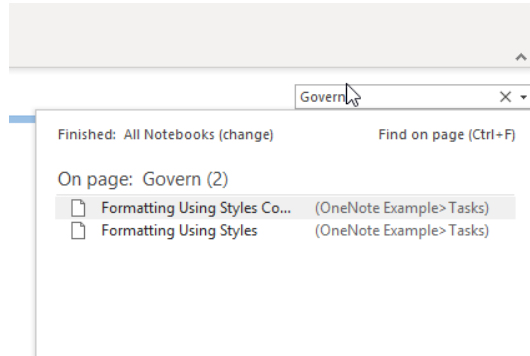 Govern
Finished: All Notebooks (change) Find on page (Ctrl+F)
On page: Govern (2)
Formatting Using Styles Co... (OneNote Example>Tasks)
Formatting Using Styles (OneNote Example>Tasks)